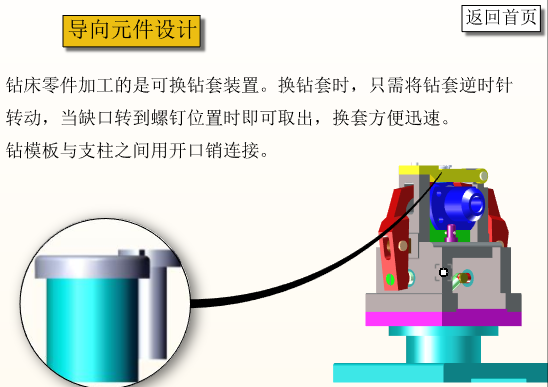 导向元件设计
返回首页
钻床零件加工的是可换钻套装置。换钻套时，只需将钻套逆时针
转动，当缺口转到螺钉位置时即可取出，换套方便迅速。
钻模板与支柱之间用开口销连接。